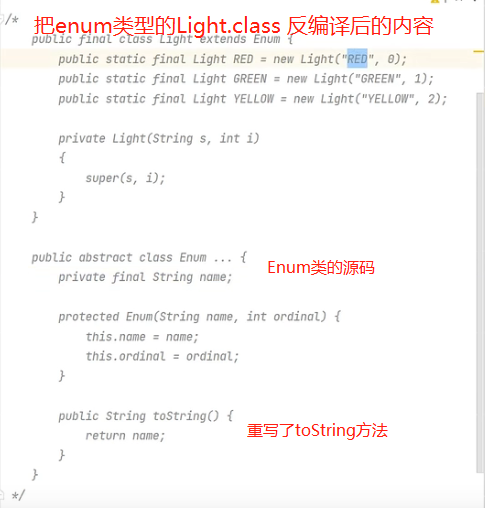 /*
把enum类型的Light.class 反编译后的内容
public final class Light extends Enum {
public static final Light RED = new Light("RED", 0);
public static final Light GREEN = new Light("GREEN", 1);
public static final Light YELLOW = new Light("YELLOW", 2);
private Light(String s, int i)
{
super(s, i);
}
}
public abstract class Enum ... {
Enum类的源码
private final String name;
protected Enum(String name, int ordinal) {
this.name = name;
this.ordinal = ordinal;
}
public String toString() {
重写了toString方法
return name;
}
}
*/